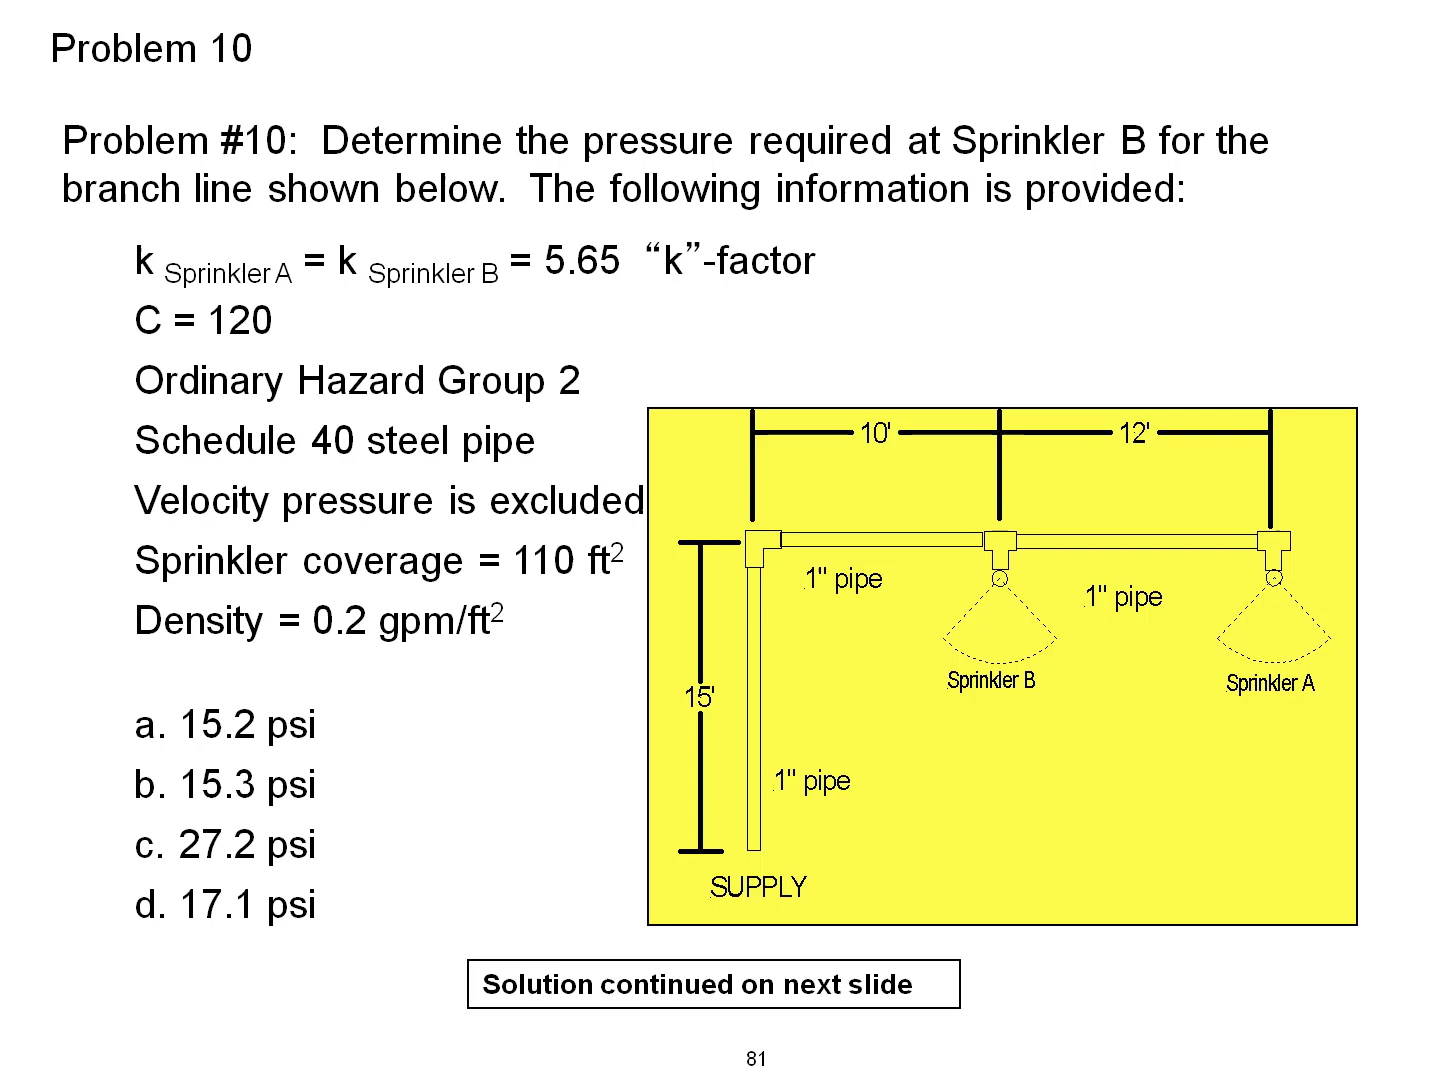 Problem 10
Problem #10: Determine the pressure required at Sprinkler B for the
branch line shown below. The following information is provided:
k Sprinkler A = k Sprinkler B = 5.65 “k”-factor
C = 120
Ordinary Hazard Group 2
Schedule 40 steel pipe
Velocity pressure is excluded
Sprinkler coverage = 110 ft²
Density = 0.2 gpm/ft²
a. 15.2 psi
b. 15.3 psi
c. 27.2 psi
d. 17.1 psi
10'
12'
1" pipe
1" pipe
Sprinkler B
Sprinkler A
15'
1" pipe
SUPPLY
Solution continued on next slide
81